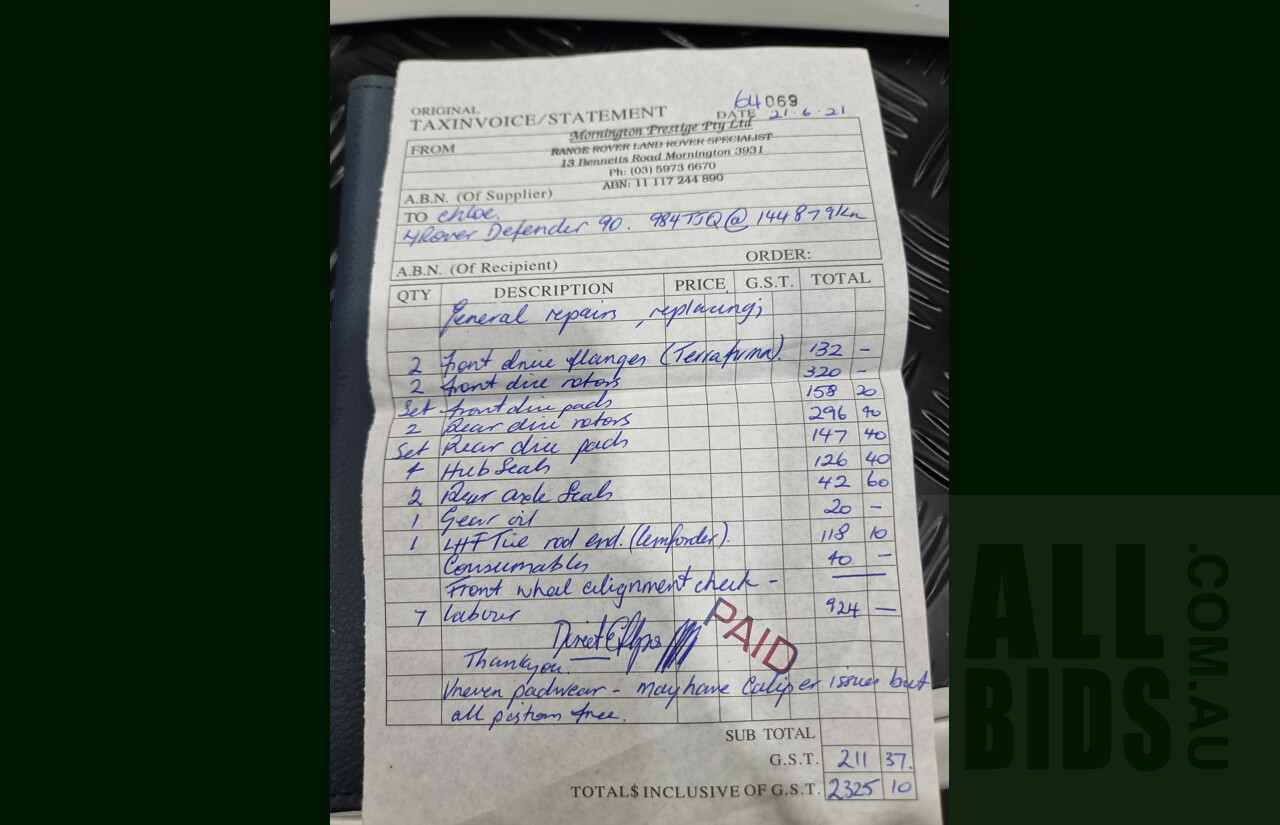 64069
ORIGINAL
TAXINVOICE/STATEMENT DATE 21·6·21
Mornington Prestige Pty Ltd
FROM RANGE ROVER LAND ROVER SPECIALIST
13 Bennetts Road Mornington 3931
Ph: (03) 5973 6670
ABN: 11 117 244 890
A.B.N. (Of Supplier)
TO chloe.
Rover Defender 90. @ 144879km
A.B.N. (Of Recipient) ORDER:
QTY DESCRIPTION PRICE G.S.T. TOTAL
General repairs, replacing;
2 Front drive flanges (Terrafirma). 132 -
2 front disc rotors 320 -
Set front disc pads 158 20
2 Rear disc rotors 296 40
Set Rear disc pads 147 40
4 Hub Seals 126 40
2 Rear axle Seals 42 60
1 Gear oil 20 -
1 LHF Tie rod end. (lemforder). 118 10
Consumables 40 -
Front wheel alignment check -
7 labour 924 —
PAID
Thankyou.
Uneven padwear - may have Caliper issues but
all pistons free.
SUB TOTAL
G.S.T. 211 37.
TOTAL$ INCLUSIVE OF G.S.T. 2325 10
ALL
BIDS
.COM.AU